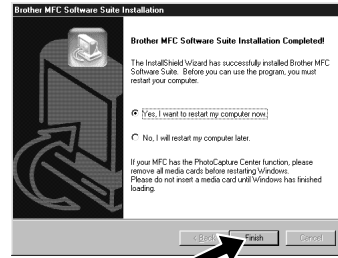 Brother MFC Software Suite Installation
Brother MFC Software Suite Installation Completed!
The InstallShield Wizard has successfully installed Brother MFC
Software Suite. Before you can use the program, you must
restart your computer.
Yes, I want to restart my computer now.
No, I will restart my computer later.
If your MFC has the PhotoCapture Center function, please
remove all media cards before restarting Windows.
Please do not insert a media card until Windows has finished
loading.
< Back
Finish
Cancel